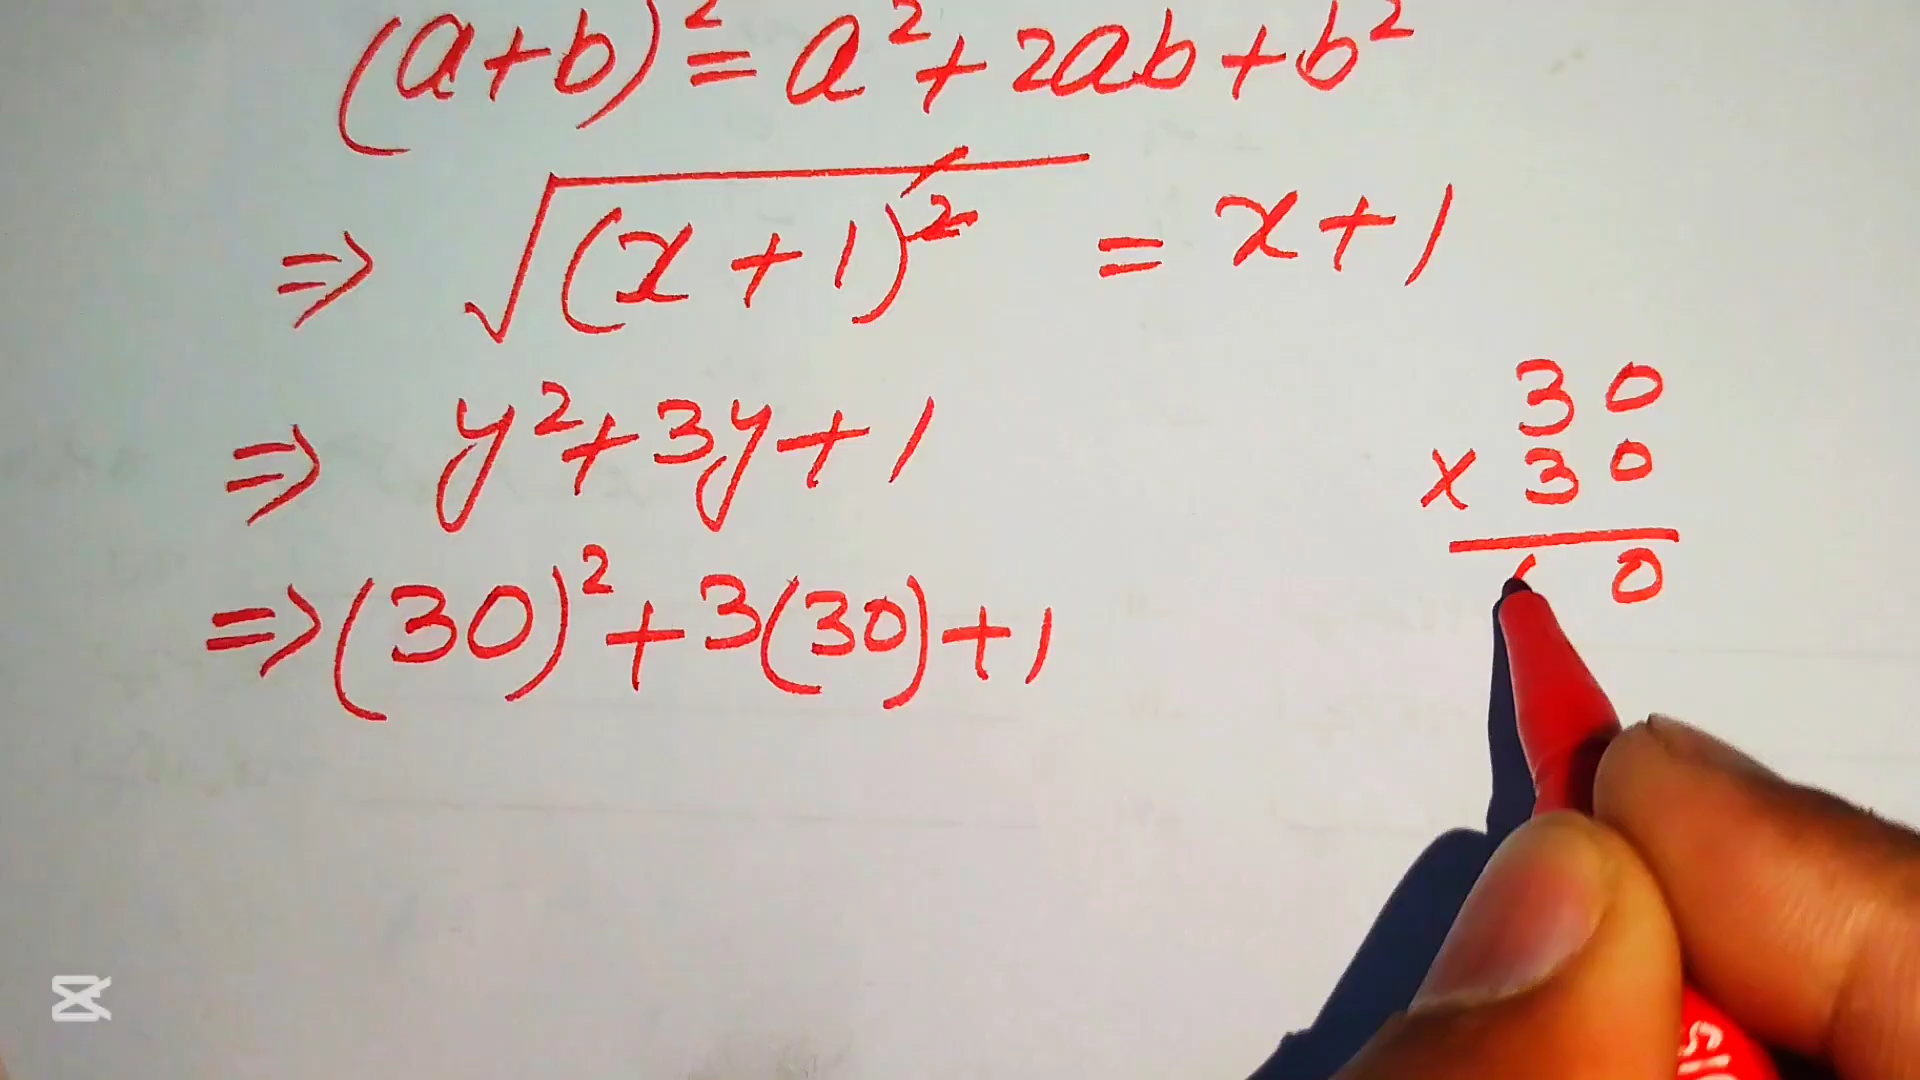 (a+b)² = a² + 2ab + b²
⇒ √(x+1)² = x+1
⇒ y² + 3y + 1
⇒ (30)² + 3(30) + 1
30
× 30
0